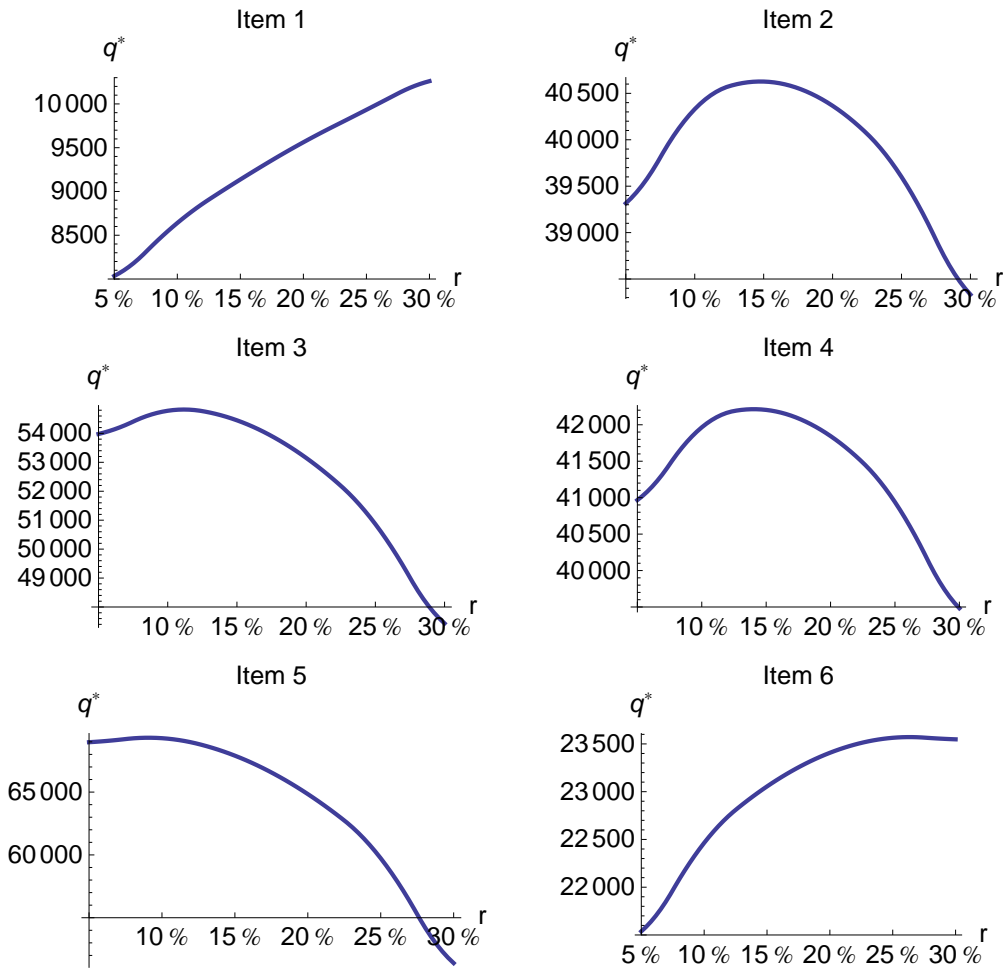 Item 1
q*
10 000
9500
9000
8500
5 % 10 % 15 % 20 % 25 % 30 % r
Item 2
q*
40 500
40 000
39 500
39 000
10 % 15 % 20 % 25 % 30 % r
Item 3
q*
54 000
53 000
52 000
51 000
50 000
49 000
10 % 15 % 20 % 25 % 30 % r
Item 4
q*
42 000
41 500
41 000
40 500
40 000
10 % 15 % 20 % 25 % 30 % r
Item 5
q*
65 000
60 000
10 % 15 % 20 % 25 % 30 % r
Item 6
q*
23 500
23 000
22 500
22 000
5 % 10 % 15 % 20 % 25 % 30 % r